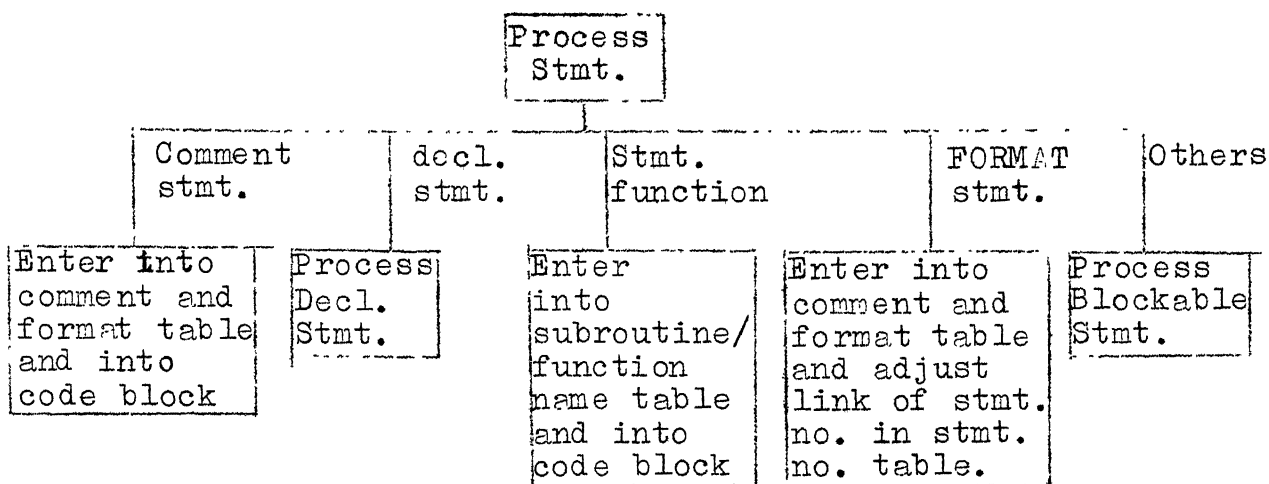 Process
Stmt.
Comment
stmt.
decl.
stmt.
Stmt.
function
FORMAT
stmt.
Others
Enter into
comment and
format table
and into
code block
Process
Decl.
Stmt.
Enter
into
subroutine/
function
name table
and into
code block
Enter into
comment and
format table
and adjust
link of stmt.
no. in stmt.
no. table.
Process
Blockable
Stmt.